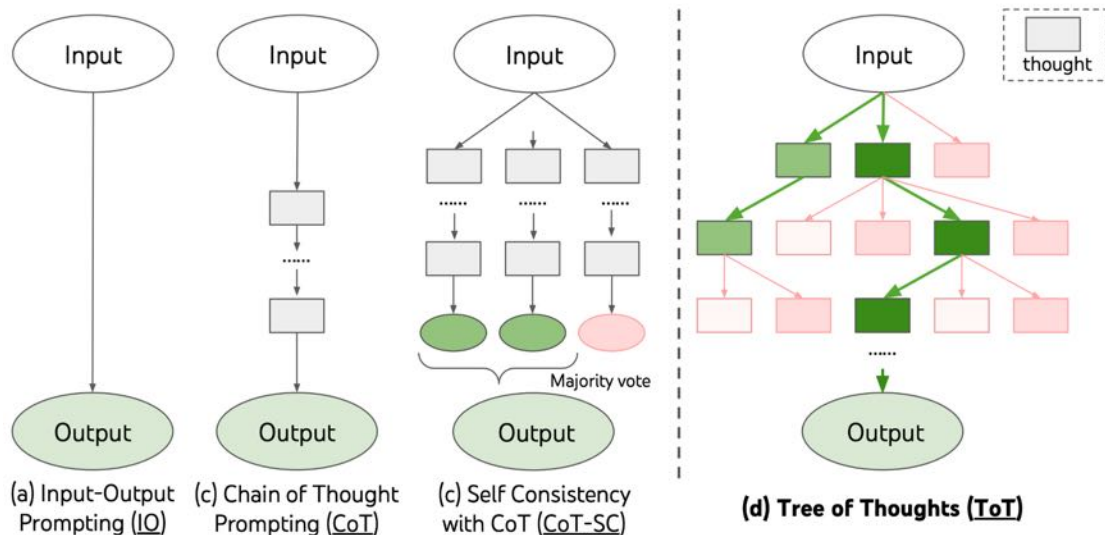 Input
Input
Input
Input
thought
......
......
......
......
Majority vote
......
Output
Output
Output
Output
(a) Input-Output
Prompting (IO)
(c) Chain of Thought
Prompting (CoT)
(c) Self Consistency
with CoT (CoT-SC)
(d) Tree of Thoughts (ToT)